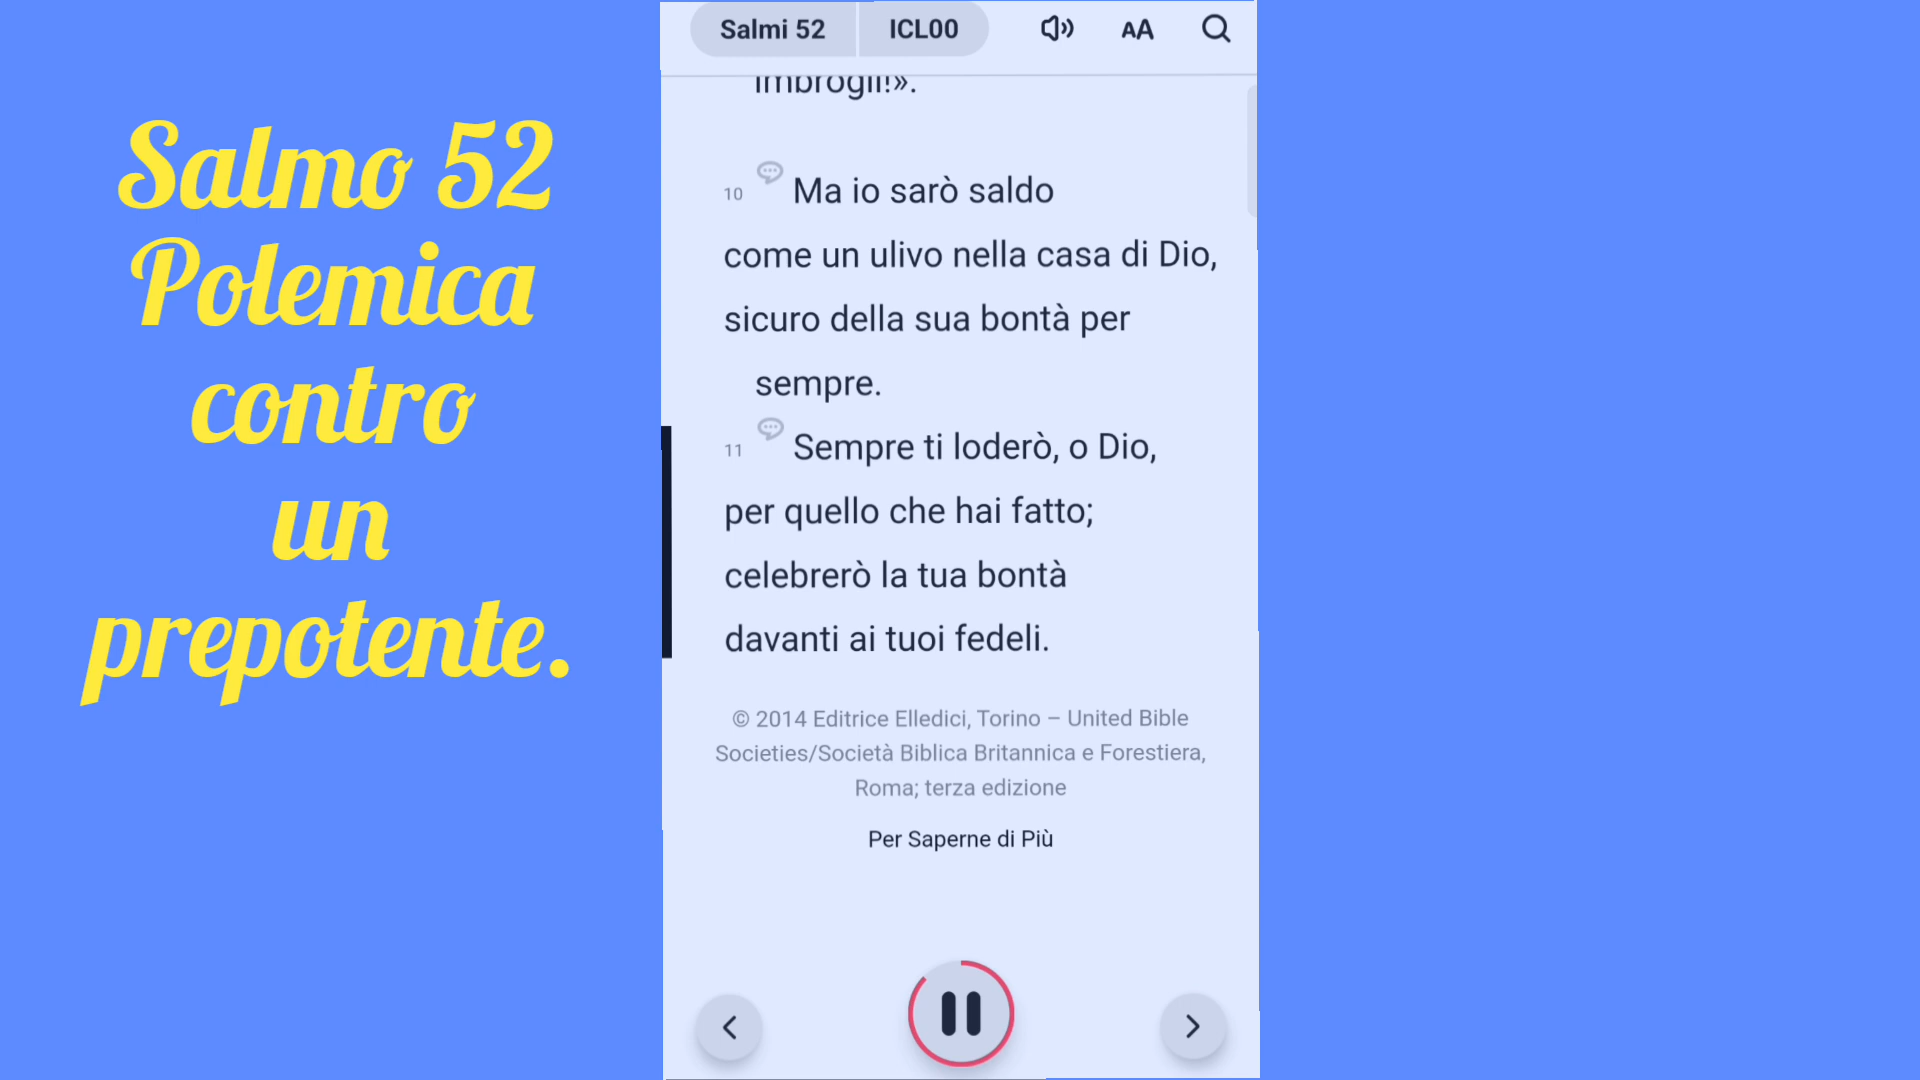 Salmo 52
Polemica
contro
un
prepotente.
Salmi 52 ICL00
AA
imbrogli!».
10 Ma io sarò saldo
come un ulivo nella casa di Dio,
sicuro della sua bontà per
sempre.
11 Sempre ti loderò, o Dio,
per quello che hai fatto;
celebrerò la tua bontà
davanti ai tuoi fedeli.
© 2014 Editrice Elledici, Torino – United Bible
Societies/Società Biblica Britannica e Forestiera,
Roma; terza edizione
Per Saperne di Più